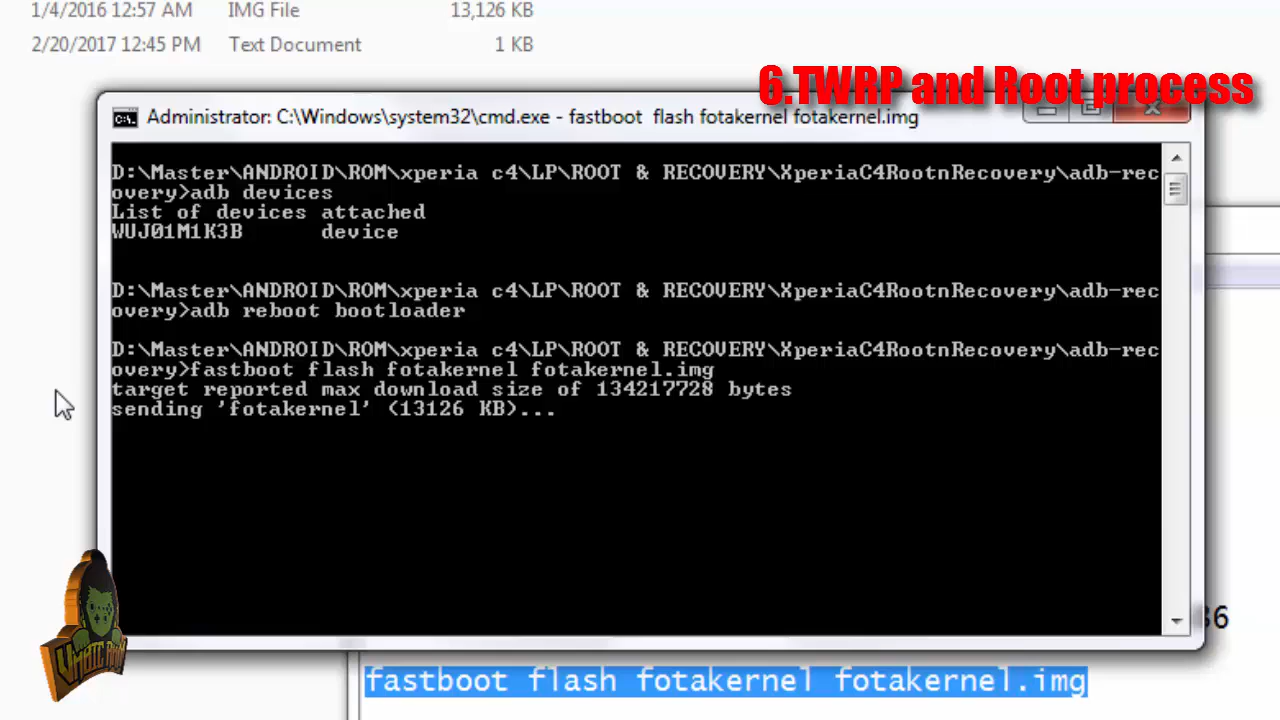 1/4/2016 12:57 AM IMG File 13,126 KB
2/20/2017 12:45 PM Text Document 1 KB
6.TWRP and Root process
Administrator: C:\Windows\system32\cmd.exe - fastboot  flash fotakernel fotakernel.img
D:\Master\ANDROID\ROM\xperia c4\LP\ROOT & RECOVERY\XperiaC4RootnRecovery\adb-rec
overy>adb devices
List of devices attached
WUJ01M1K3B      device
D:\Master\ANDROID\ROM\xperia c4\LP\ROOT & RECOVERY\XperiaC4RootnRecovery\adb-rec
overy>adb reboot bootloader
D:\Master\ANDROID\ROM\xperia c4\LP\ROOT & RECOVERY\XperiaC4RootnRecovery\adb-rec
overy>fastboot flash fotakernel fotakernel.img
target reported max download size of 134217728 bytes
sending 'fotakernel' (13126 KB)...
fastboot flash fotakernel fotakernel.img